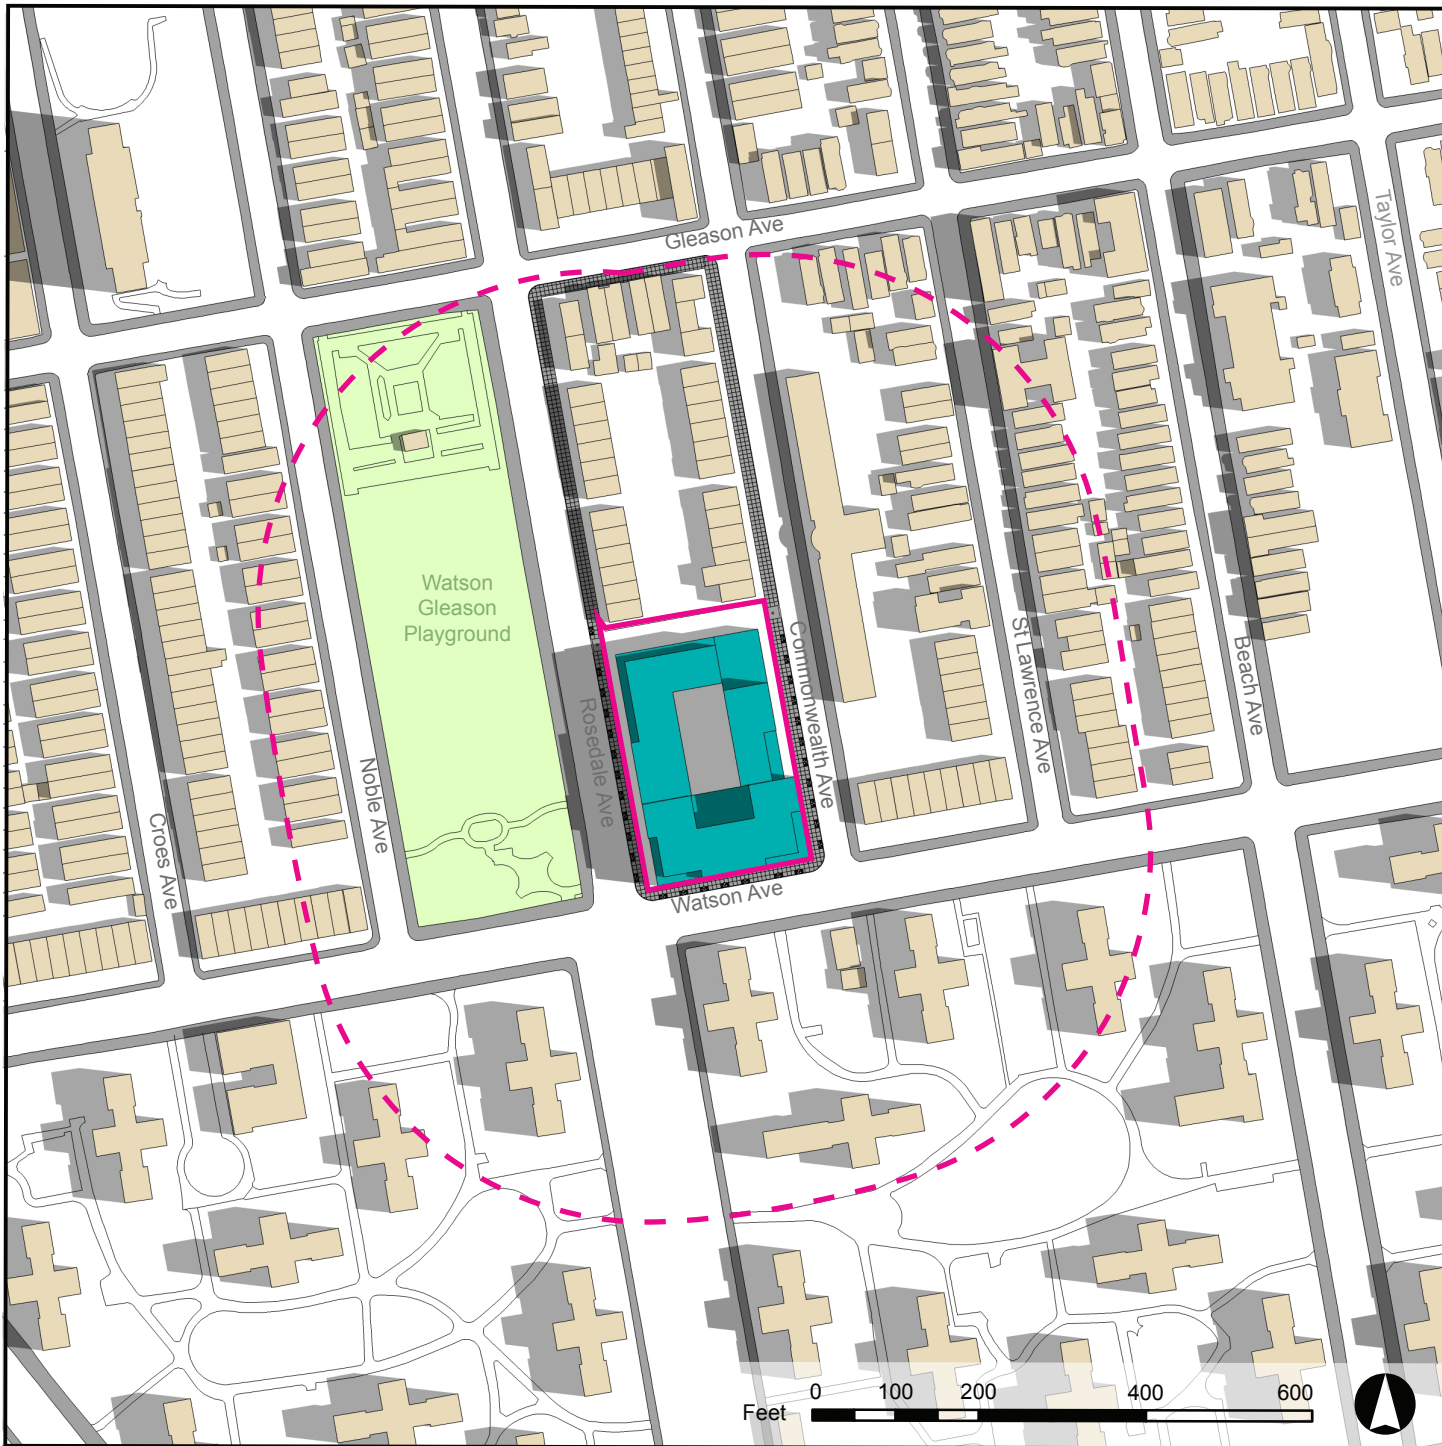 Gleason Ave
Taylor Ave
Watson
Gleason
Playground
Rosedale Ave
Commonwealth Ave
St Lawrence Ave
Beach Ave
Noble Ave
Croes Ave
Watson Ave
0 100 200 400 600
Feet